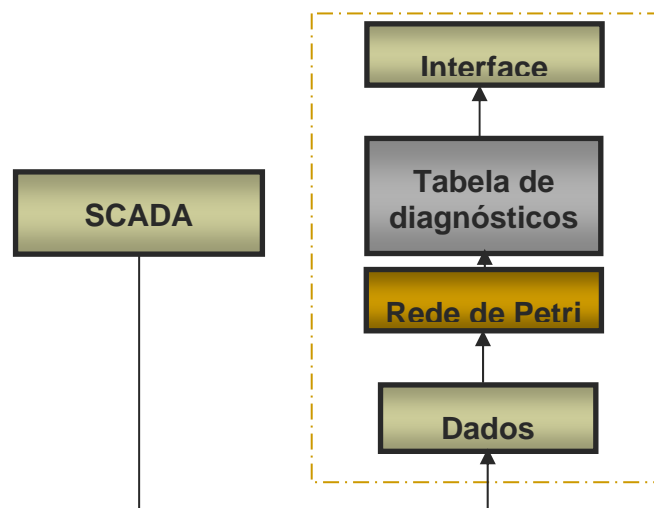 Interface
SCADA
Tabela de
diagnósticos
Rede de Petri
Dados